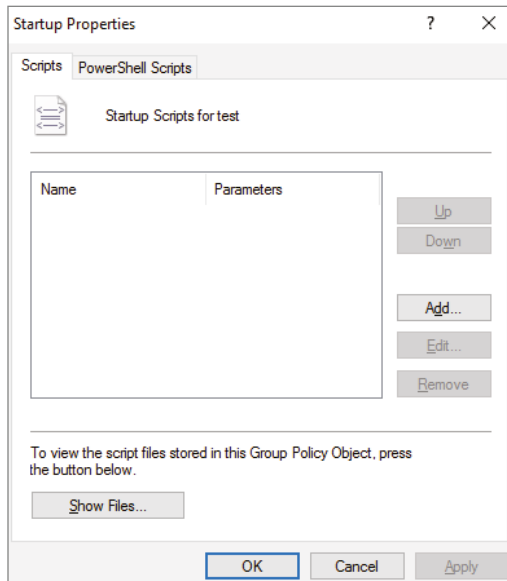 Startup Properties ?
Scripts PowerShell Scripts
Startup Scripts for test
Name Parameters
Up
Down
Add...
Edit...
Remove
To view the script files stored in this Group Policy Object, press
the button below.
Show Files...
OK Cancel Apply